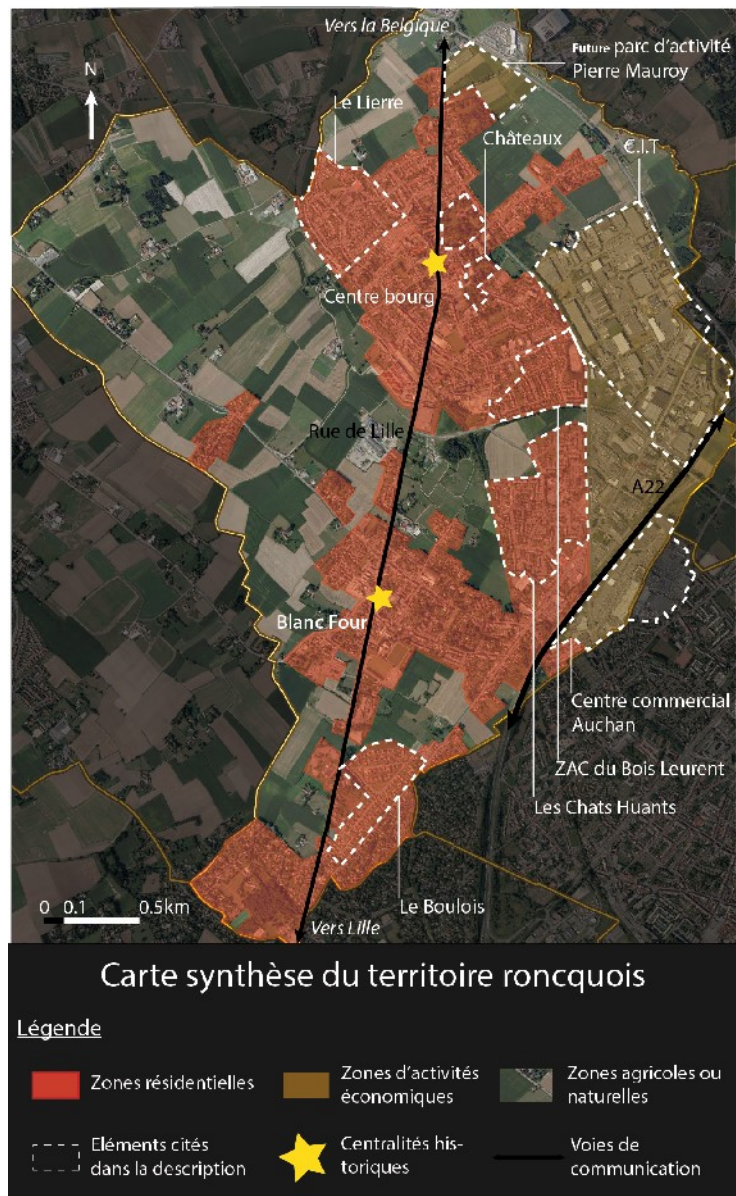 Vers la Belgique
Future parc d'activité
Pierre Mauroy
N
Le Lierre
Châteaux
C.I.T
Centre bourg
Rue de Lille
A22
Blanc Four
Centre commercial
Auchan
ZAC du Bois Leurent
Les Chats Huants
Le Boulois
0 0.1 0.5km
Vers Lille
Carte synthèse du territoire roncquois
Légende
Zones résidentielles
Zones d'activités
économiques
Zones agricoles ou
naturelles
Eléments cités
dans la description
Centralités his-
toriques
Voies de
communication